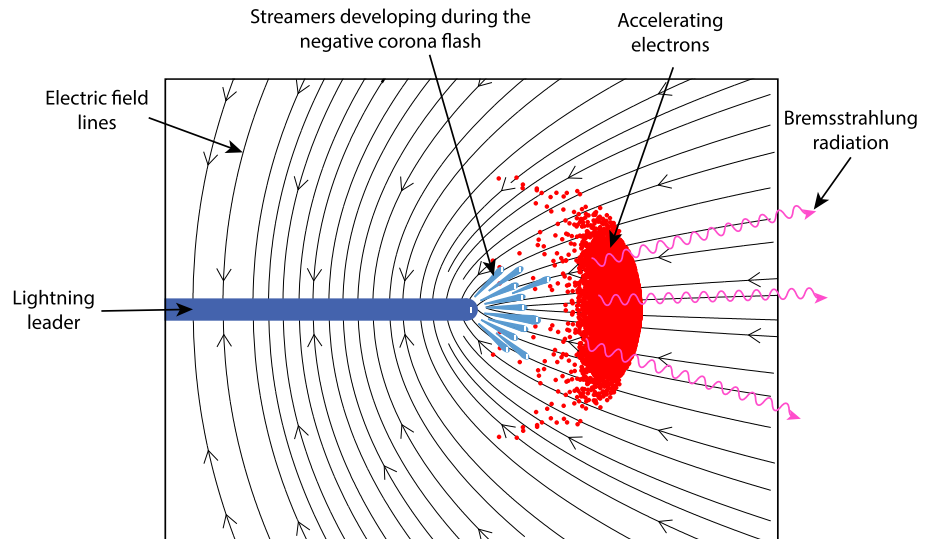 Streamers developing during the
negative corona flash
Accelerating
electrons
Electric field
lines
Bremsstrahlung
radiation
Lightning
leader